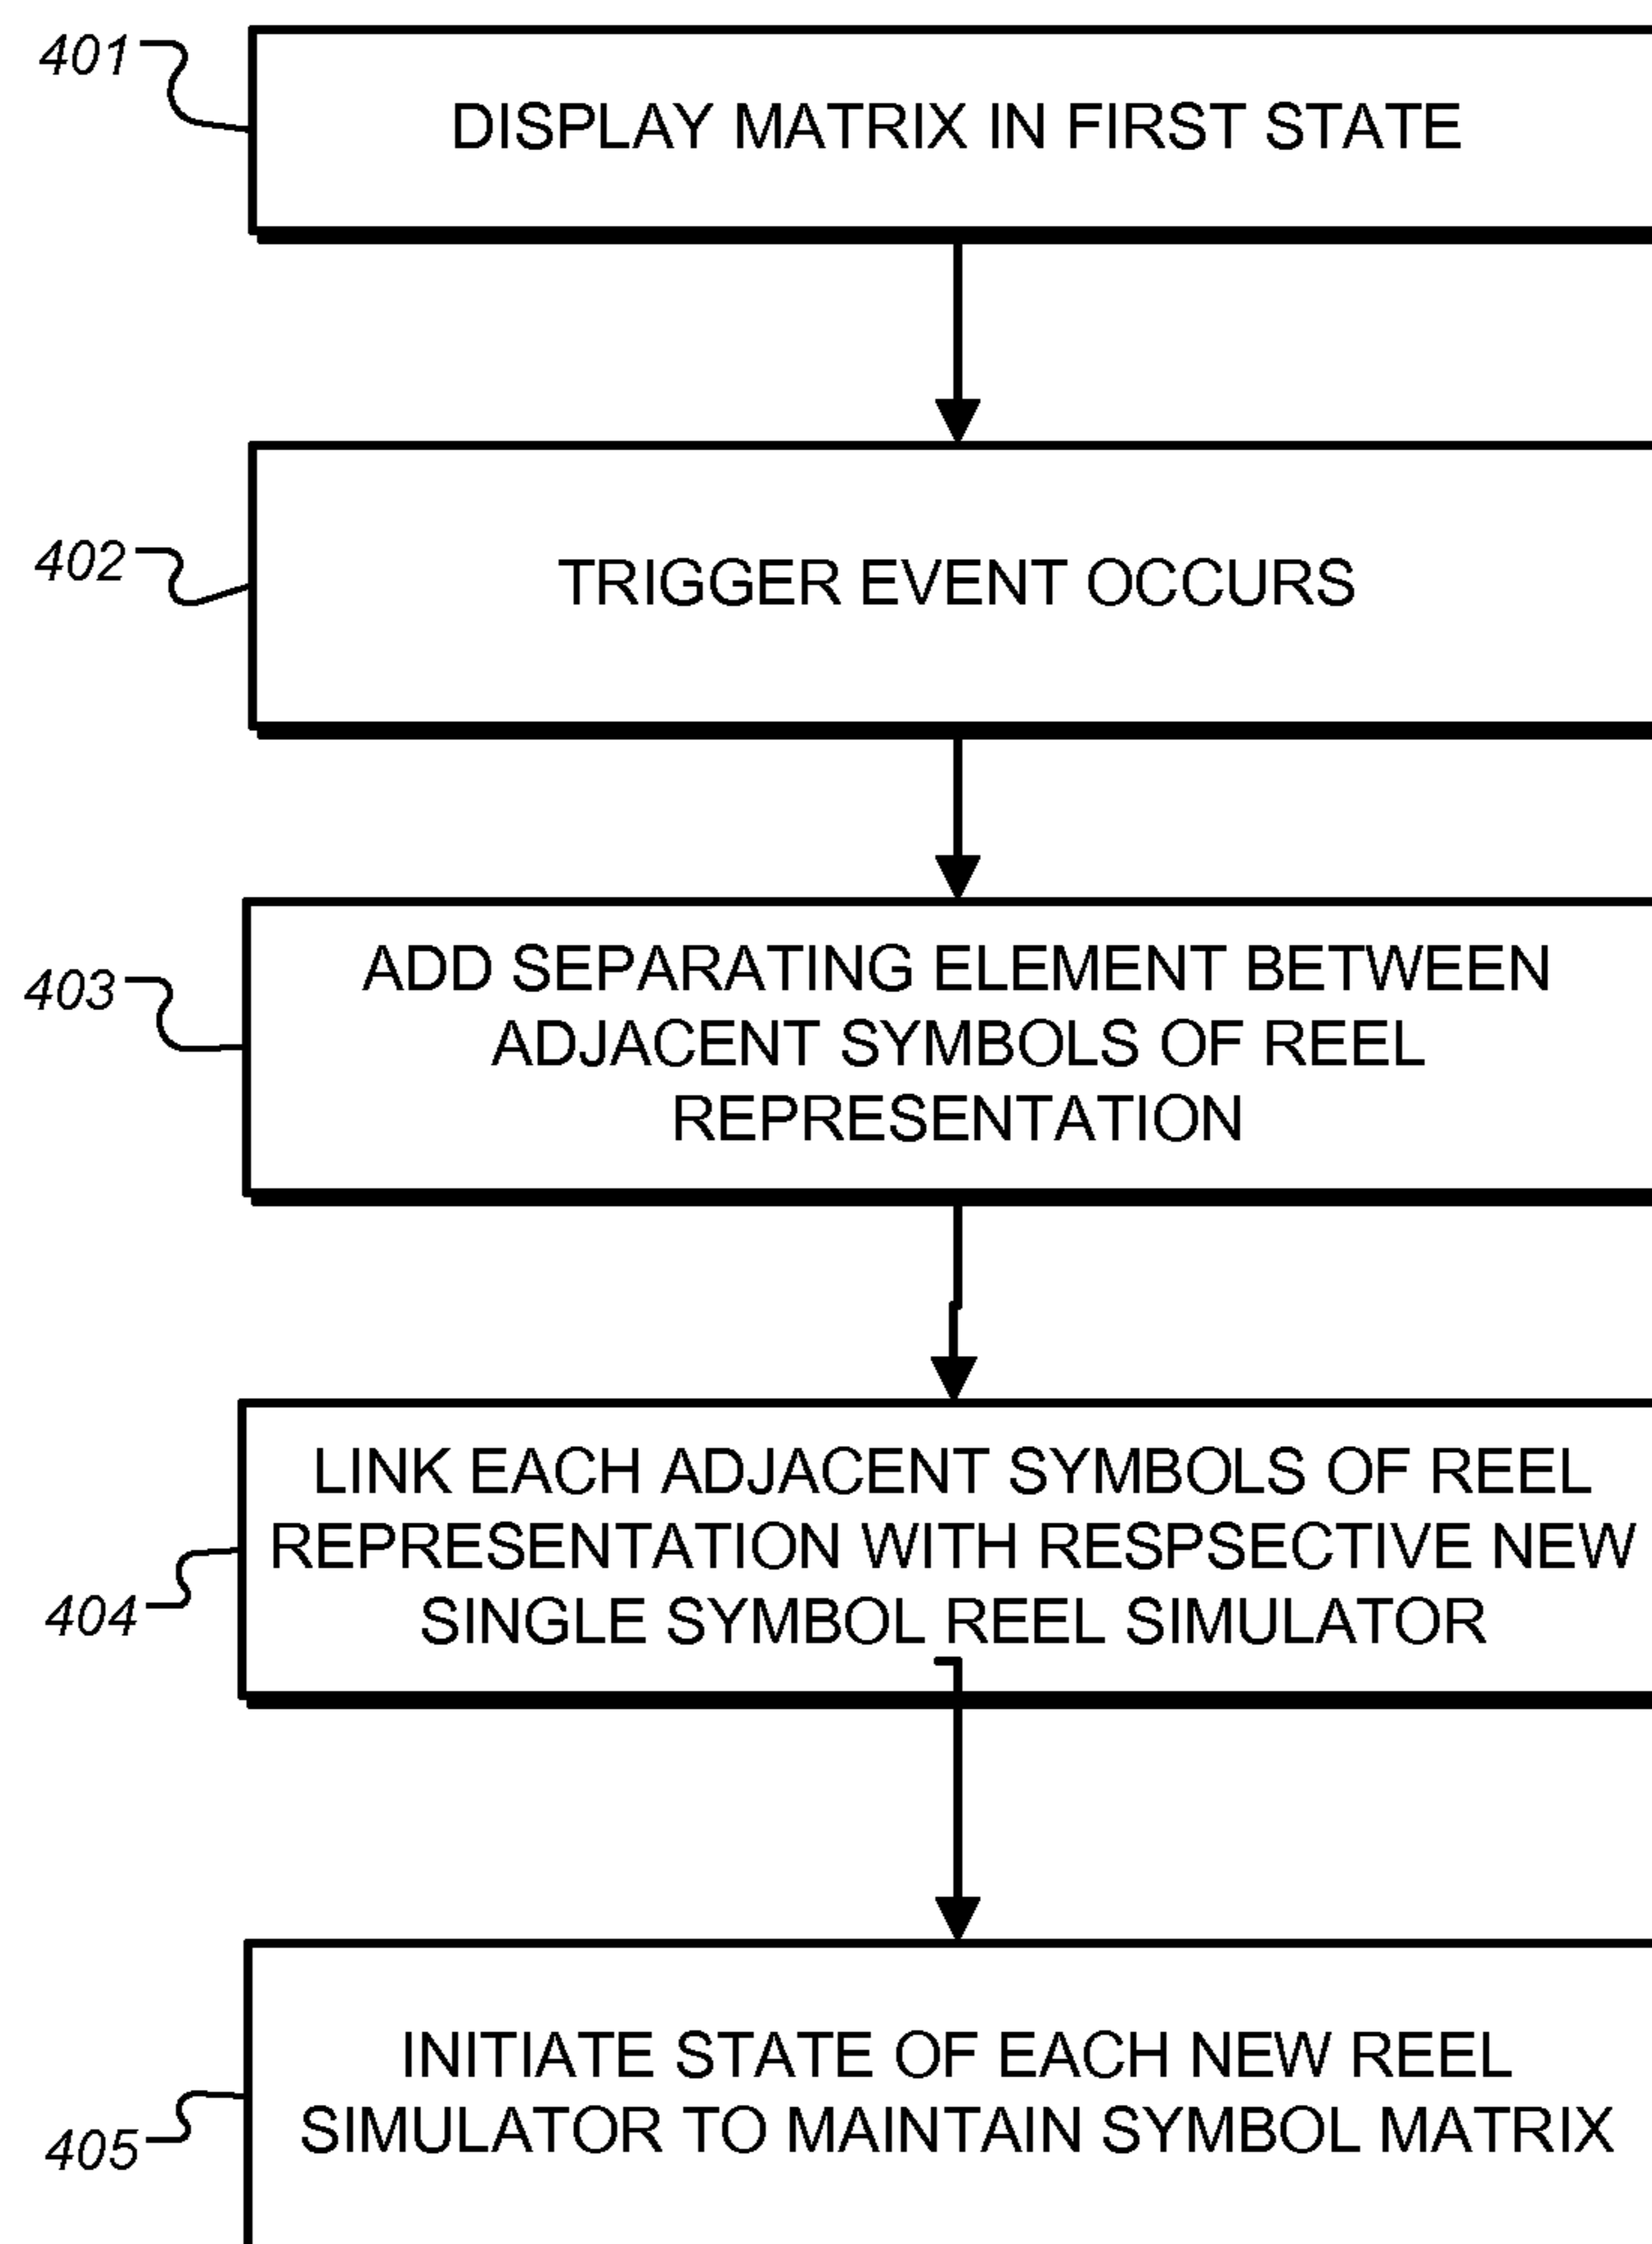 401
DISPLAY MATRIX IN FIRST STATE
402
TRIGGER EVENT OCCURS
403
ADD SEPARATING ELEMENT BETWEEN
ADJACENT SYMBOLS OF REEL
REPRESENTATION
404
LINK EACH ADJACENT SYMBOLS OF REEL
REPRESENTATION WITH RESPSECTIVE NEW
SINGLE SYMBOL REEL SIMULATOR
405
INITIATE STATE OF EACH NEW REEL
SIMULATOR TO MAINTAIN SYMBOL MATRIX